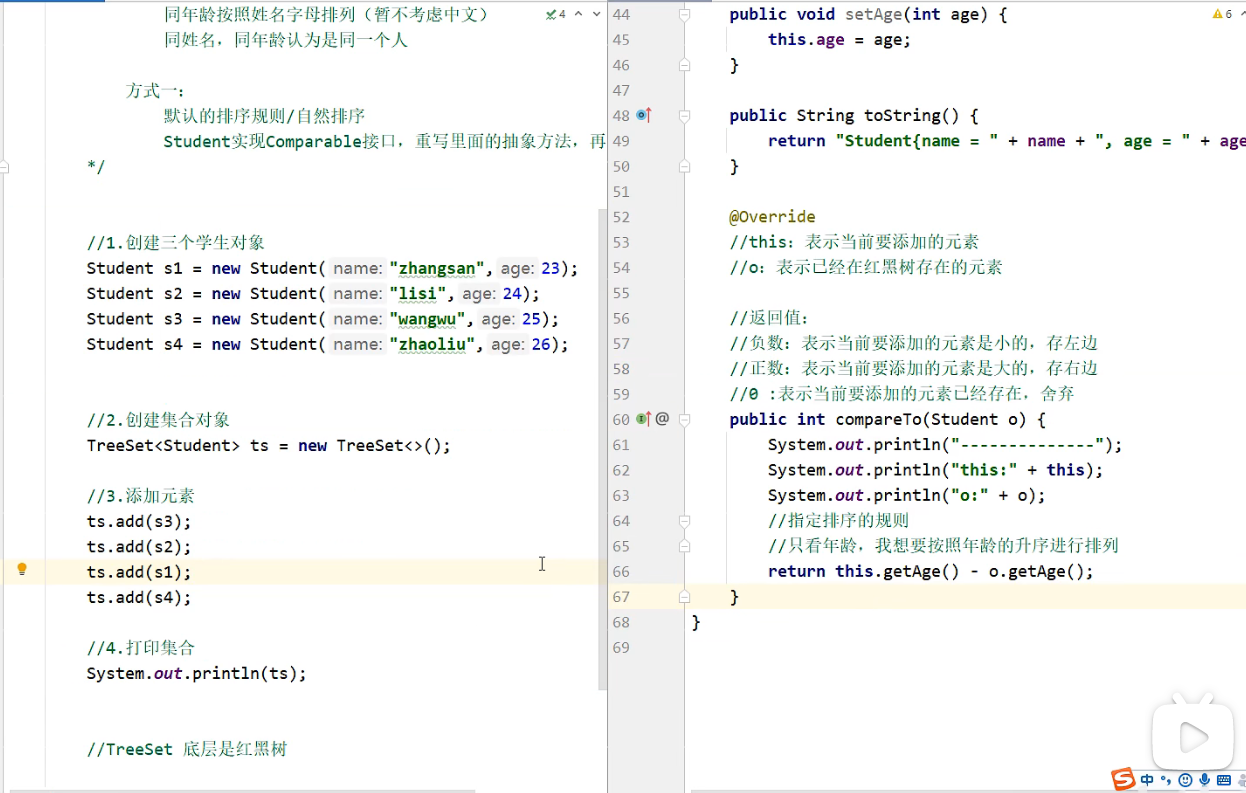 同年龄按照姓名字母排列（暂不考虑中文）
同姓名，同年龄认为是同一个人
方式一：
默认的排序规则/自然排序
Student实现Comparable接口，重写里面的抽象方法，再
*/
//1.创建三个学生对象
Student s1 = new Student( name: "zhangsan", age: 23);
Student s2 = new Student( name: "lisi", age: 24);
Student s3 = new Student( name: "wangwu", age: 25);
Student s4 = new Student( name: "zhaoliu", age: 26);
//2.创建集合对象
TreeSet<Student> ts = new TreeSet<>();
//3.添加元素
ts.add(s3);
ts.add(s2);
ts.add(s1);
ts.add(s4);
//4.打印集合
System.out.println(ts);
//TreeSet 底层是红黑树
4
6
44 public void setAge(int age) {
45 this.age = age;
46 }
47
48 public String toString() {
49 return "Student{name = " + name + ", age = " + age
50 }
51
52 @Override
53 //this：表示当前要添加的元素
54 //o：表示已经在红黑树存在的元素
55
56 //返回值：
57 //负数：表示当前要添加的元素是小的，存左边
58 //正数：表示当前要添加的元素是大的，存右边
59 //0 :表示当前要添加的元素已经存在，舍弃
60 @ public int compareTo(Student o) {
61 System.out.println("--------------");
62 System.out.println("this:" + this);
63 System.out.println("o:" + o);
64 //指定排序的规则
65 //只看年龄，我想要按照年龄的升序进行排列
66 return this.getAge() - o.getAge();
67 }
68 }
69
中